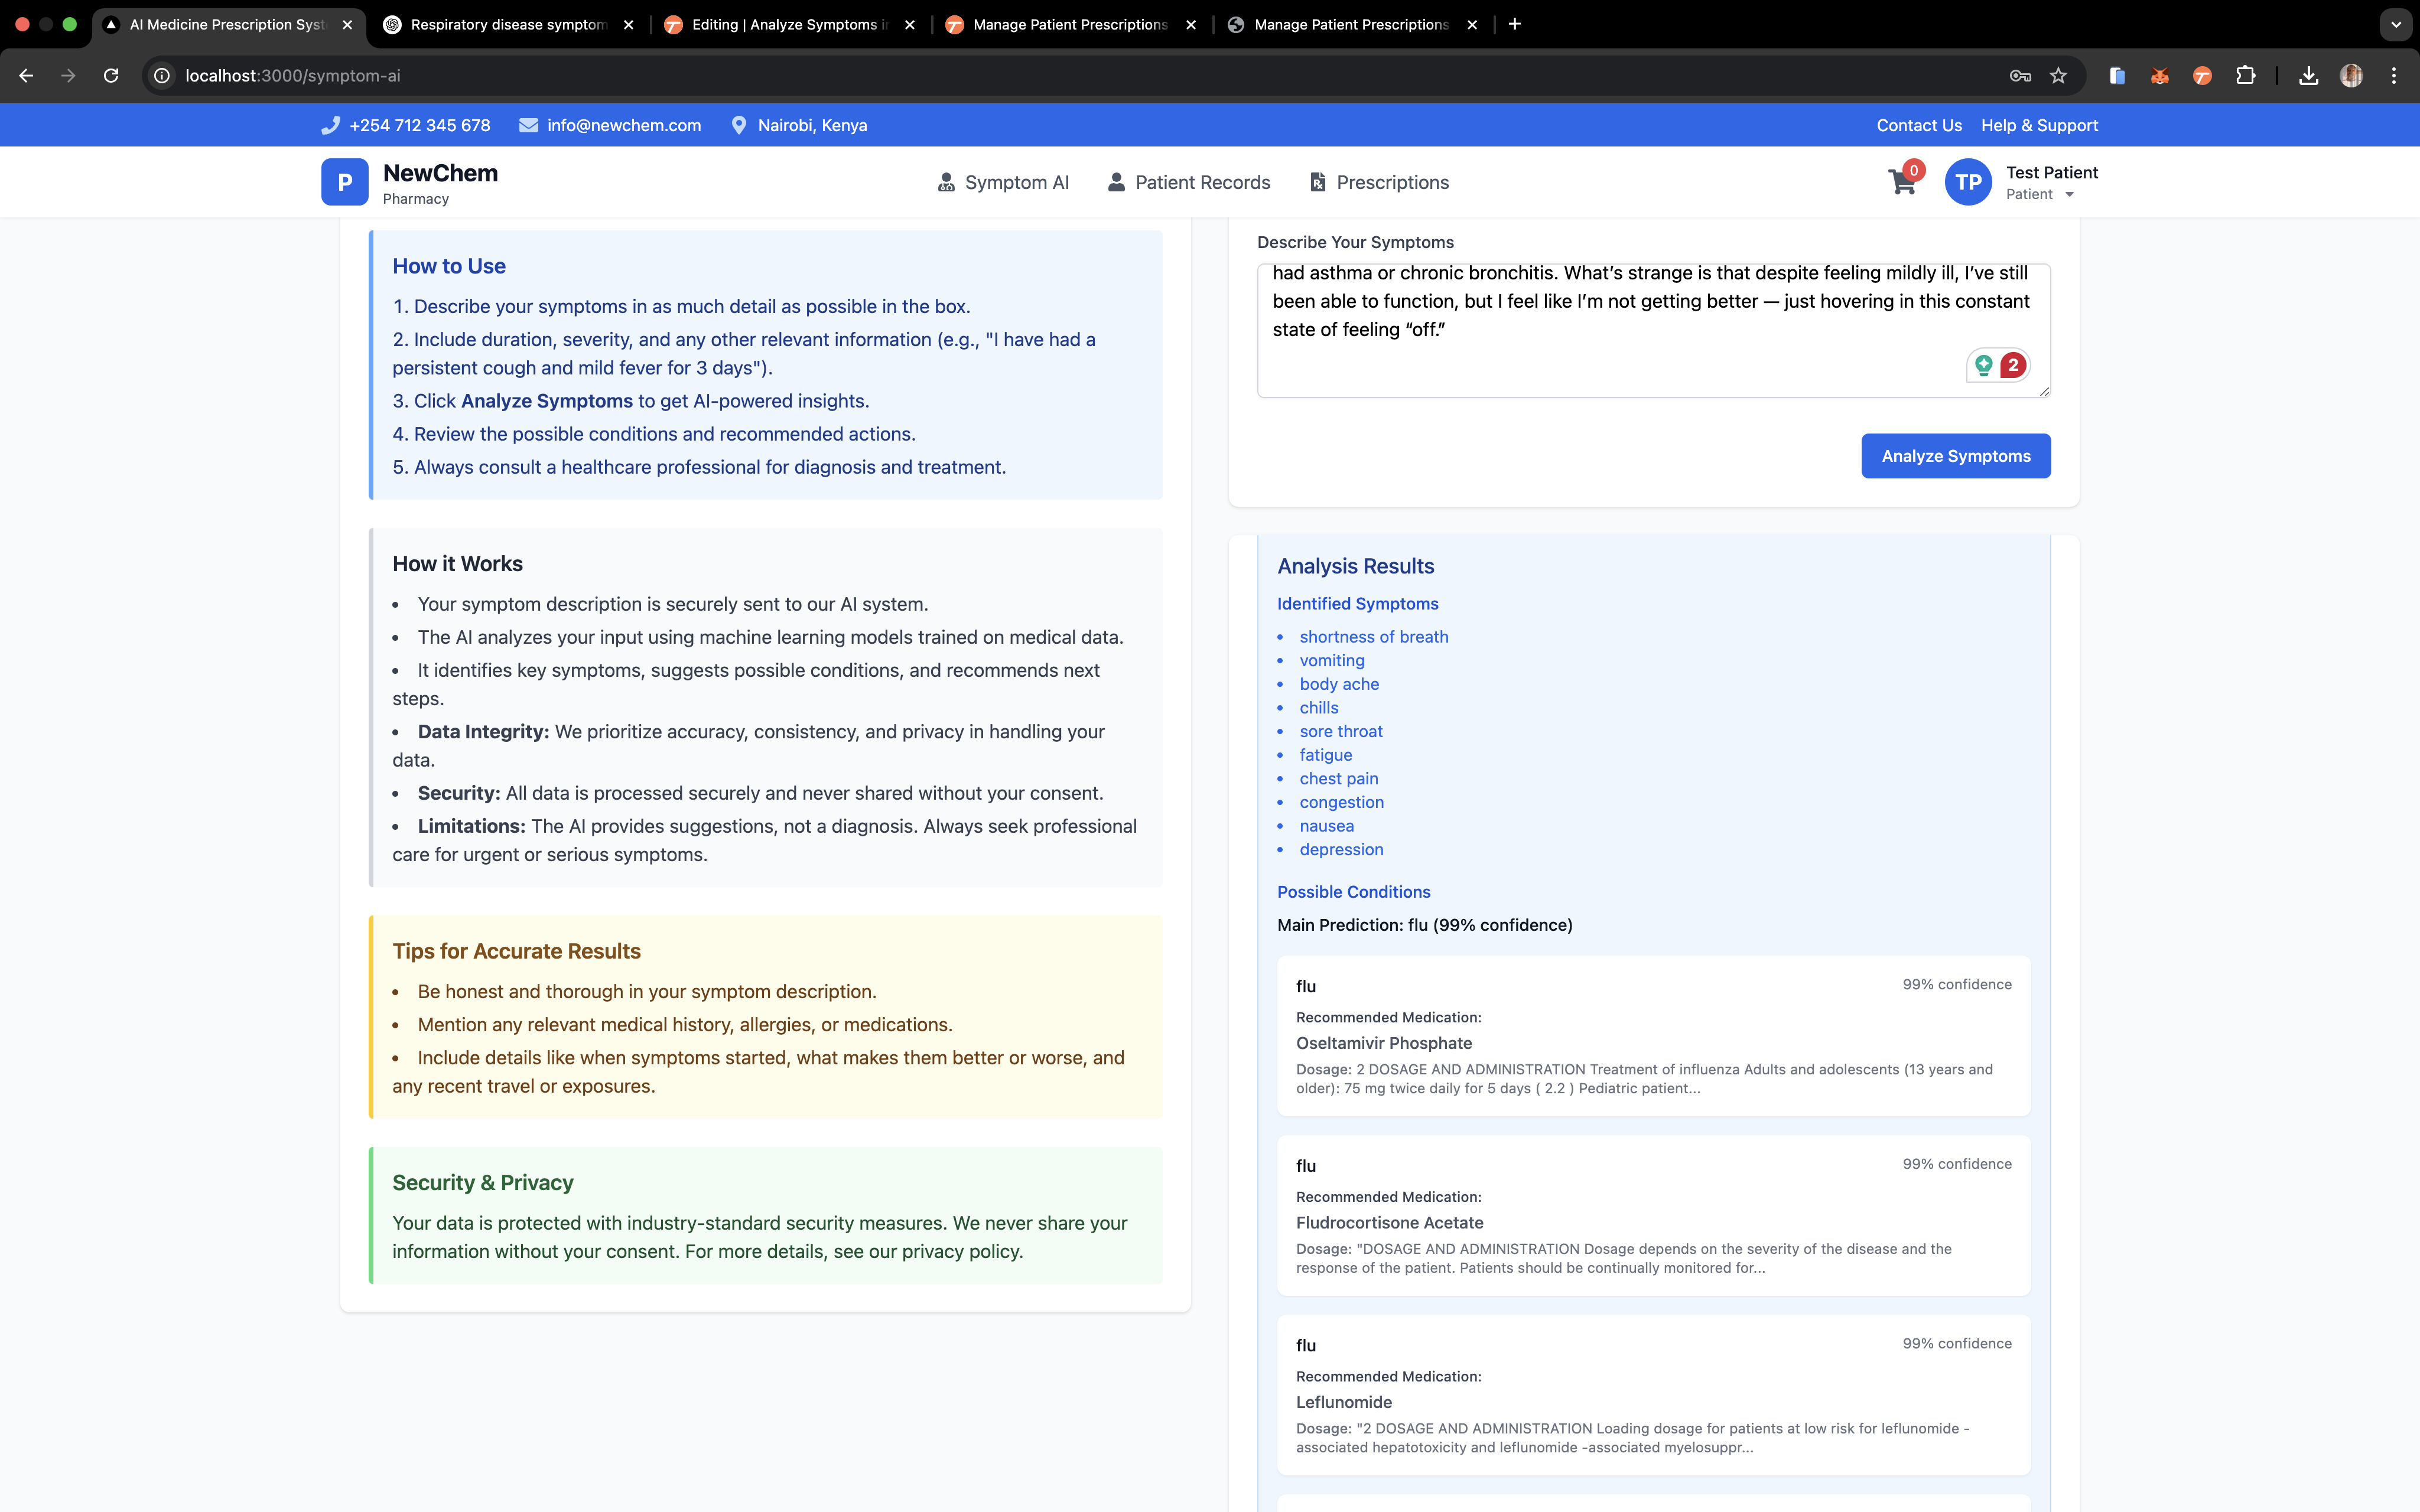 AI Medicine Prescription Syst
Respiratory disease symptom
Editing | Analyze Symptoms i
Manage Patient Prescriptions
Manage Patient Prescriptions
localhost:3000/symptom-ai
+254 712 345 678
info@newchem.com
Nairobi, Kenya
Contact Us
Help & Support
P
NewChem
Pharmacy
Symptom AI
Patient Records
Prescriptions
0
TP
Test Patient
Patient
How to Use
1. Describe your symptoms in as much detail as possible in the box.
2. Include duration, severity, and any other relevant information (e.g., "I have had a
persistent cough and mild fever for 3 days").
3. Click Analyze Symptoms to get AI-powered insights.
4. Review the possible conditions and recommended actions.
5. Always consult a healthcare professional for diagnosis and treatment.
How it Works
• Your symptom description is securely sent to our AI system.
• The AI analyzes your input using machine learning models trained on medical data.
• It identifies key symptoms, suggests possible conditions, and recommends next
steps.
• Data Integrity: We prioritize accuracy, consistency, and privacy in handling your
data.
• Security: All data is processed securely and never shared without your consent.
• Limitations: The AI provides suggestions, not a diagnosis. Always seek professional
care for urgent or serious symptoms.
Tips for Accurate Results
• Be honest and thorough in your symptom description.
• Mention any relevant medical history, allergies, or medications.
• Include details like when symptoms started, what makes them better or worse, and
any recent travel or exposures.
Security & Privacy
Your data is protected with industry-standard security measures. We never share your
information without your consent. For more details, see our privacy policy.
Describe Your Symptoms
had asthma or chronic bronchitis. What’s strange is that despite feeling mildly ill, I’ve still
been able to function, but I feel like I’m not getting better — just hovering in this constant
state of feeling “off.”
2
Analyze Symptoms
Analysis Results
Identified Symptoms
• shortness of breath
• vomiting
• body ache
• chills
• sore throat
• fatigue
• chest pain
• congestion
• nausea
• depression
Possible Conditions
Main Prediction: flu (99% confidence)
flu
99% confidence
Recommended Medication:
Oseltamivir Phosphate
Dosage: 2 DOSAGE AND ADMINISTRATION Treatment of influenza Adults and adolescents (13 years and
older): 75 mg twice daily for 5 days ( 2.2 ) Pediatric patient...
flu
99% confidence
Recommended Medication:
Fludrocortisone Acetate
Dosage: "DOSAGE AND ADMINISTRATION Dosage depends on the severity of the disease and the
response of the patient. Patients should be continually monitored for...
flu
99% confidence
Recommended Medication:
Leflunomide
Dosage: "2 DOSAGE AND ADMINISTRATION Loading dosage for patients at low risk for leflunomide -
associated hepatotoxicity and leflunomide -associated myelosuppr...